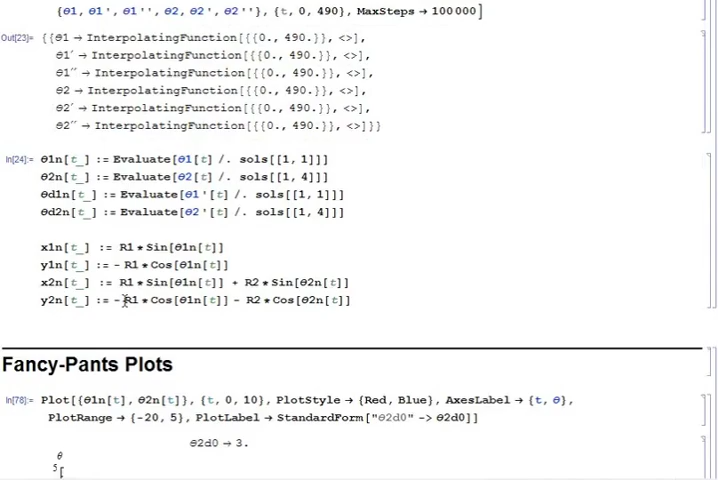 {θ1, θ1', θ1'', θ2, θ2', θ2''}, {t, 0, 490}, MaxSteps → 100 000]
Out[23]= {{θ1 → InterpolatingFunction[{{0., 490.}}, <>],
θ1′ → InterpolatingFunction[{{0., 490.}}, <>],
θ1″ → InterpolatingFunction[{{0., 490.}}, <>],
θ2 → InterpolatingFunction[{{0., 490.}}, <>],
θ2′ → InterpolatingFunction[{{0., 490.}}, <>],
θ2″ → InterpolatingFunction[{{0., 490.}}, <>]}}
In[24]:= θ1n[t_] := Evaluate[θ1[t] /. sols[[1, 1]]]
θ2n[t_] := Evaluate[θ2[t] /. sols[[1, 4]]]
θd1n[t_] := Evaluate[θ1'[t] /. sols[[1, 1]]]
θd2n[t_] := Evaluate[θ2'[t] /. sols[[1, 4]]]
x1n[t_] := R1 * Sin[θ1n[t]]
y1n[t_] := - R1 * Cos[θ1n[t]]
x2n[t_] := R1 * Sin[θ1n[t]] + R2 * Sin[θ2n[t]]
y2n[t_] := - R1 * Cos[θ1n[t]] - R2 * Cos[θ2n[t]]
Fancy-Pants Plots
In[78]:= Plot[{θ1n[t], θ2n[t]}, {t, 0, 10}, PlotStyle → {Red, Blue}, AxesLabel → {t, θ},
PlotRange → {-20, 5}, PlotLabel → StandardForm["θ2d0" -> θ2d0]]
θ2d0 → 3.
θ
5